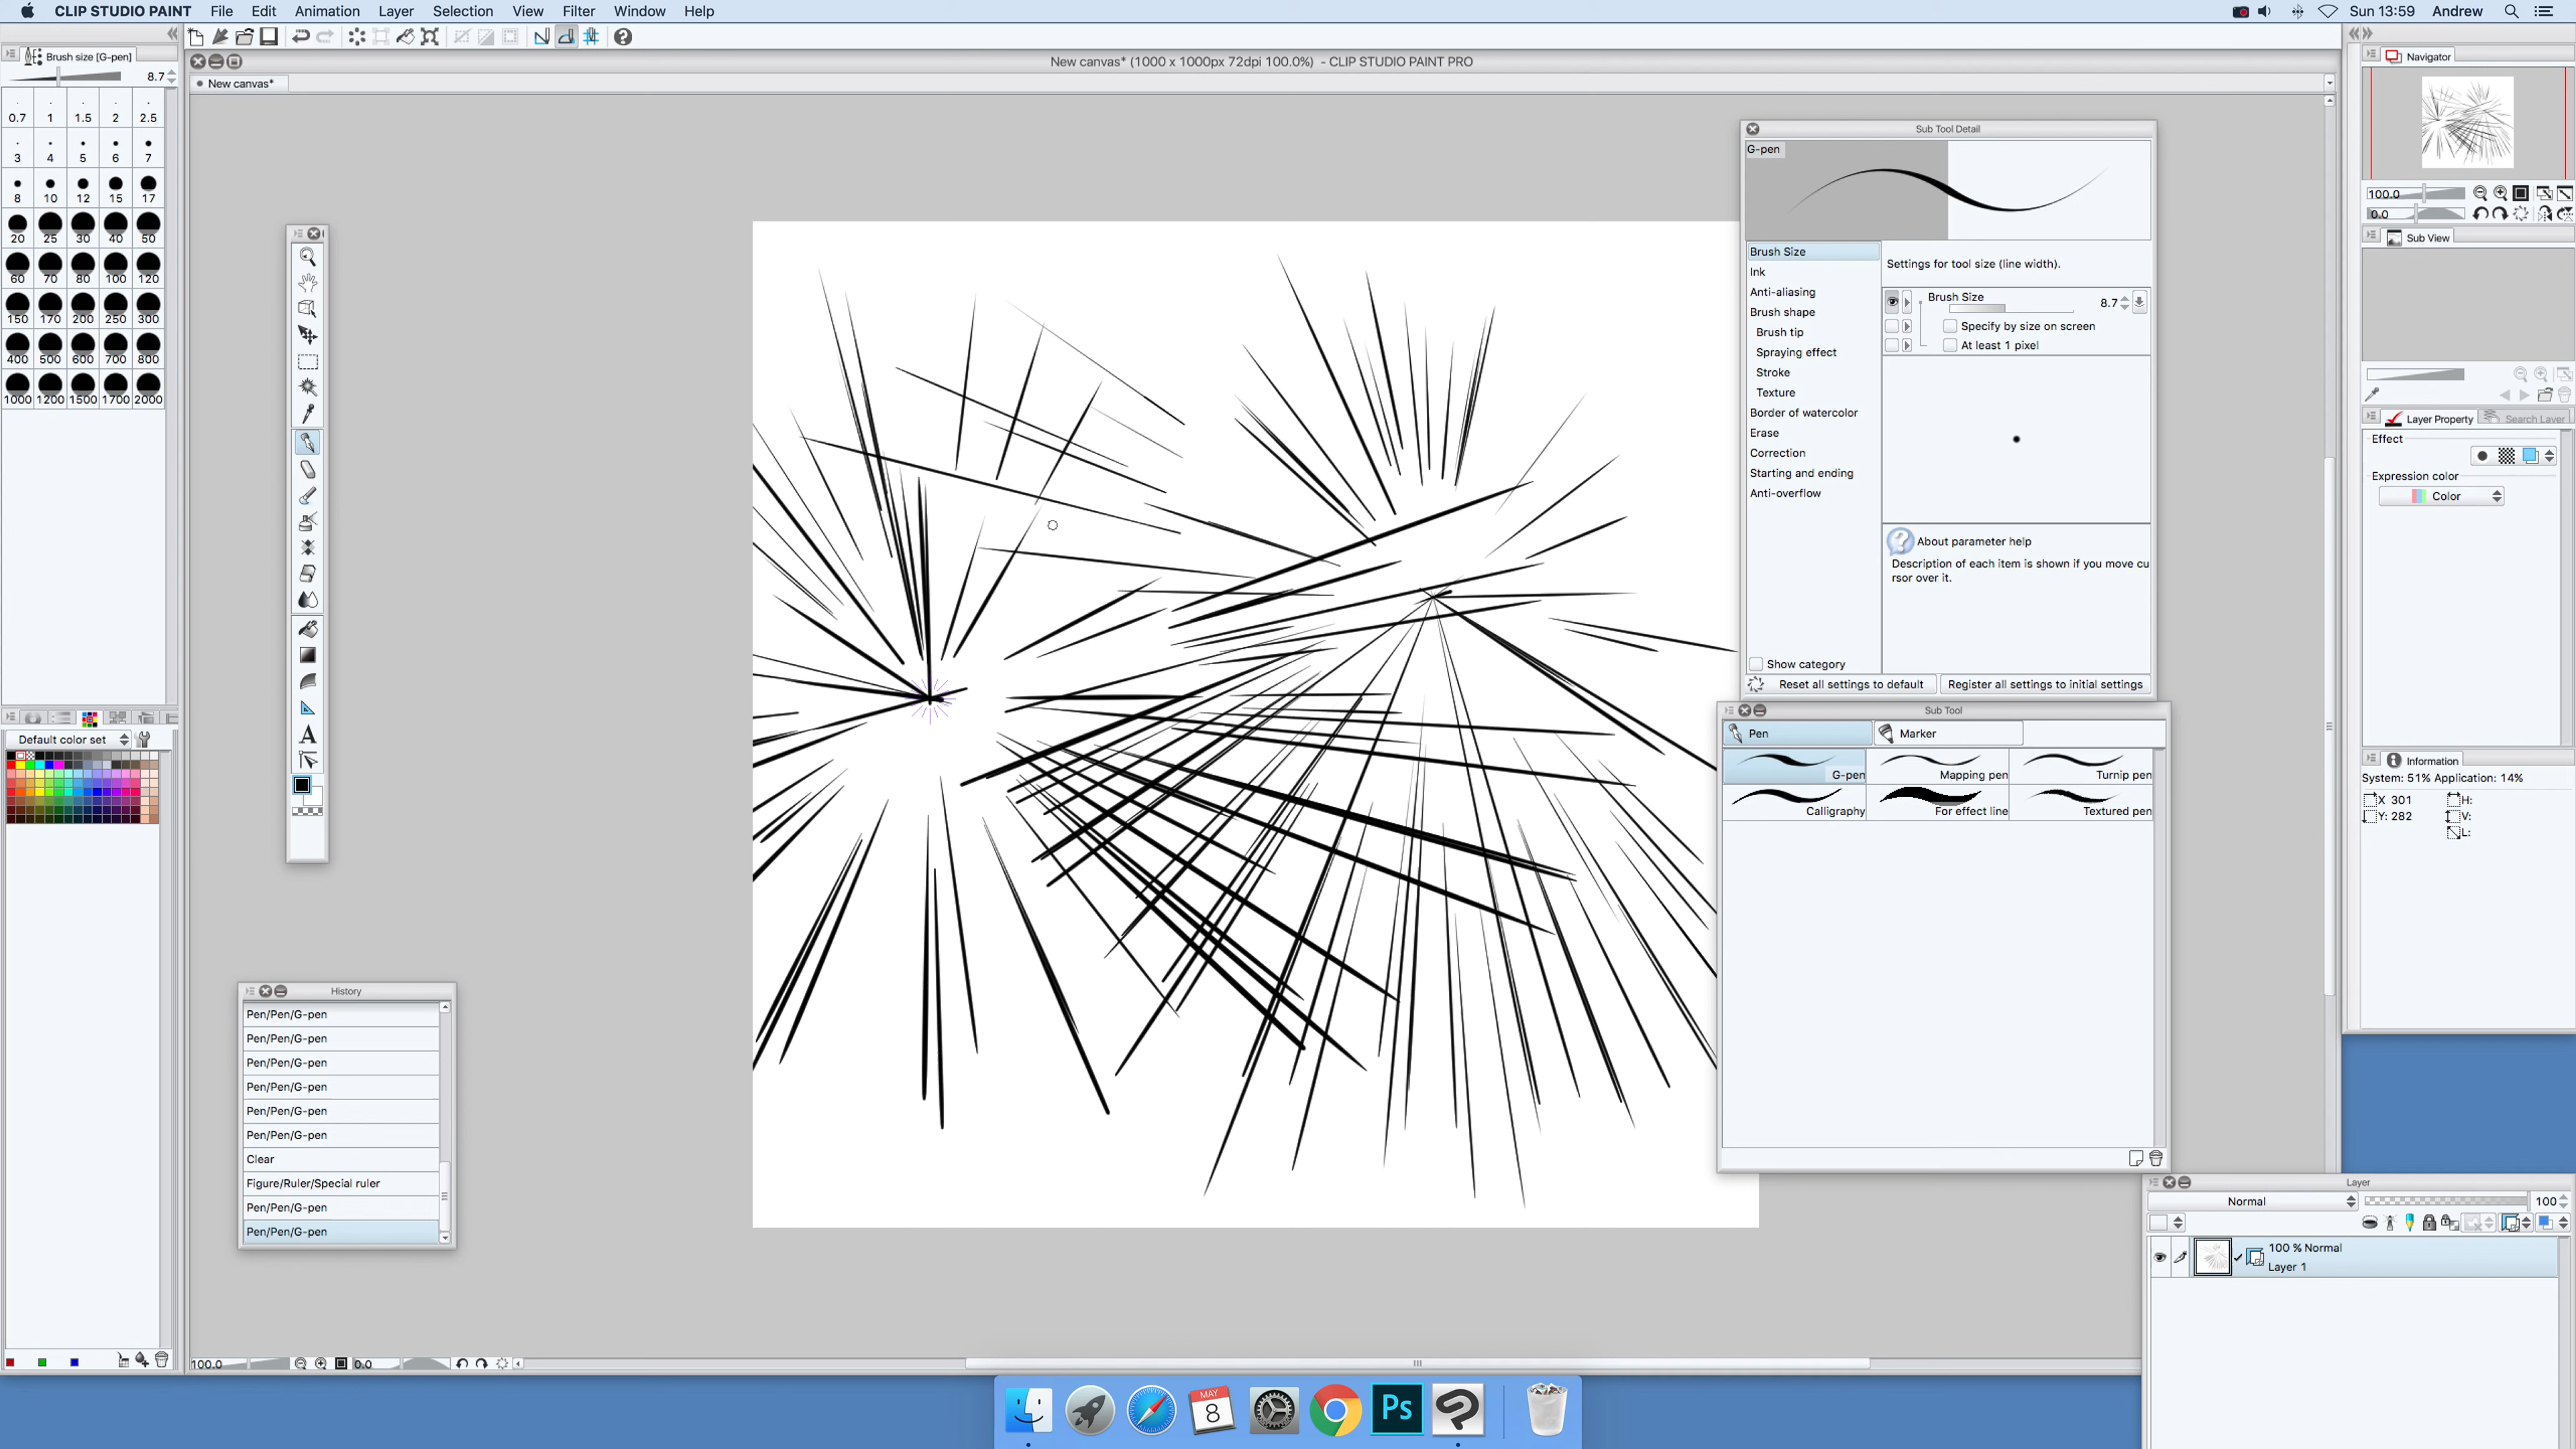 CLIP STUDIO PAINT File Edit Animation Layer Selection View Filter Window Help Sun 13:59 Andrew
Brush size [G-pen]
8.7
New canvas* (1000 x 1000px 72dpi 100.0%) - CLIP STUDIO PAINT PRO
New canvas*
0.7 1 1.5 2 2.5
3 4 5 6 7
8 10 12 15 17
20 25 30 40 50
60 70 80 100 120
150 170 200 250 300
400 500 600 700 800
1000 1200 1500 1700 2000
Default color set
History
Pen/Pen/G-pen
Pen/Pen/G-pen
Pen/Pen/G-pen
Pen/Pen/G-pen
Pen/Pen/G-pen
Pen/Pen/G-pen
Clear
Figure/Ruler/Special ruler
Pen/Pen/G-pen
Pen/Pen/G-pen
100.0 0.0
Sub Tool Detail
G-pen
Brush Size
Ink
Anti-aliasing
Brush shape
Brush tip
Spraying effect
Stroke
Texture
Border of watercolor
Erase
Correction
Starting and ending
Anti-overflow
Settings for tool size (line width).
Brush Size 8.7
Specify by size on screen
At least 1 pixel
About parameter help
Description of each item is shown if you move cu
rsor over it.
Show category
Reset all settings to default Register all settings to initial settings
Sub Tool
Pen Marker
G-pen Mapping pen Turnip pen
Calligraphy For effect line Textured pen
Navigator
100.0
0.0
Sub View
Layer Property Search Layer
Effect
Expression color
Color
Information
System: 51% Application: 14%
X 301 H:
Y: 282 V:
L:
Layer
Normal 100
100 % Normal
Layer 1
MAY
8
Ps